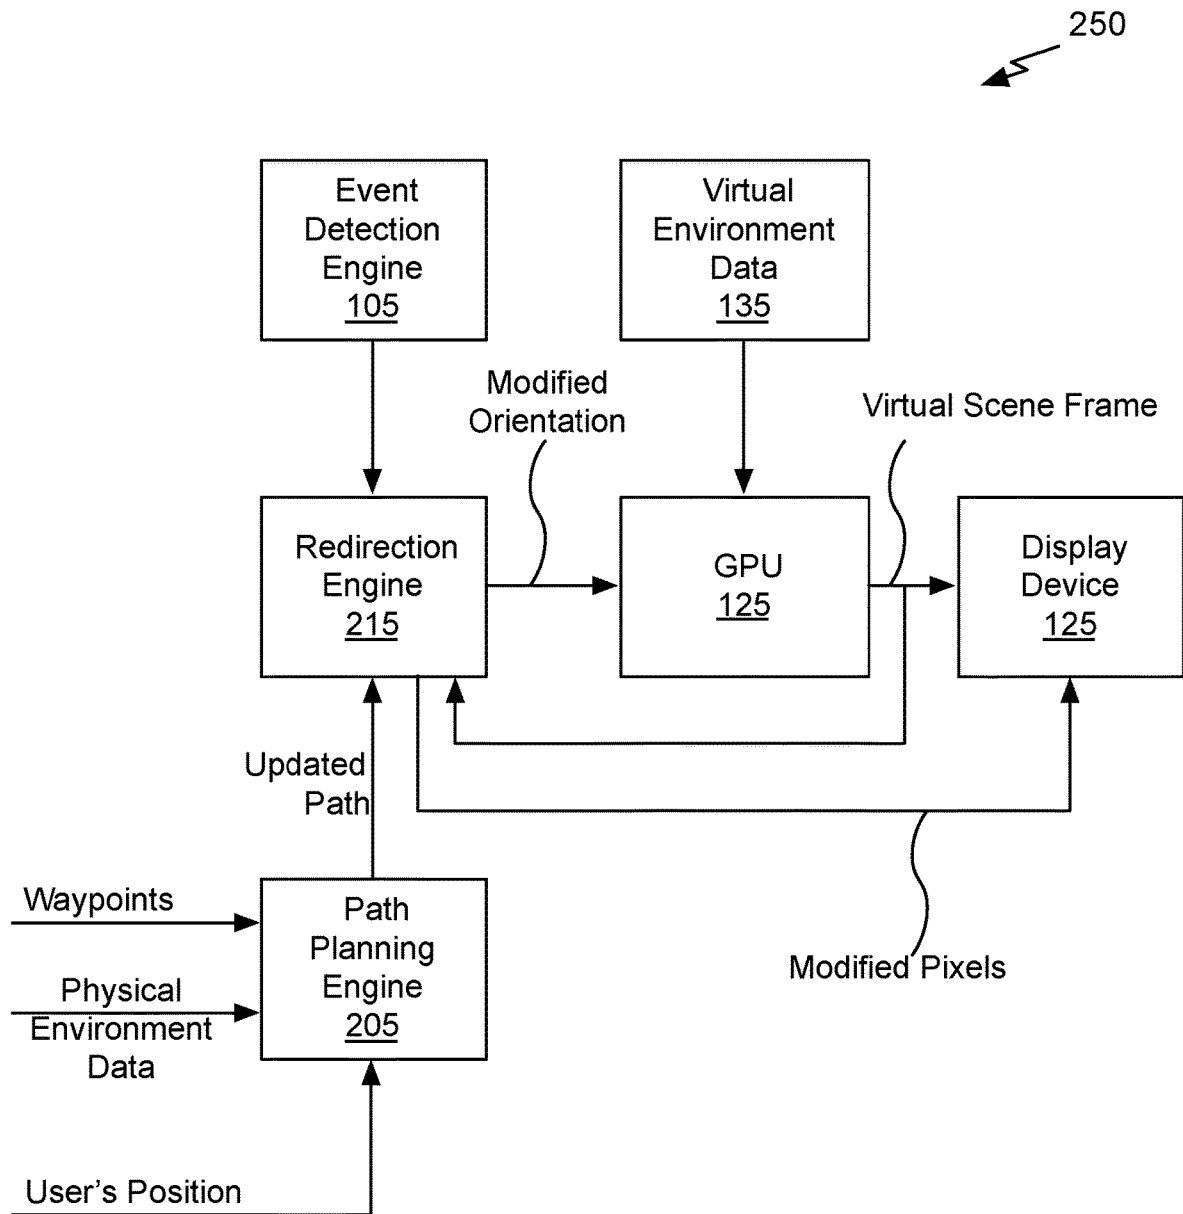 250
Event
Detection
Engine
105
Virtual
Environment
Data
135
Modified
Orientation
Virtual Scene Frame
Redirection
Engine
215
GPU
125
Display
Device
125
Updated
Path
Waypoints
Physical
Environment
Data
Path
Planning
Engine
205
Modified Pixels
User's Position